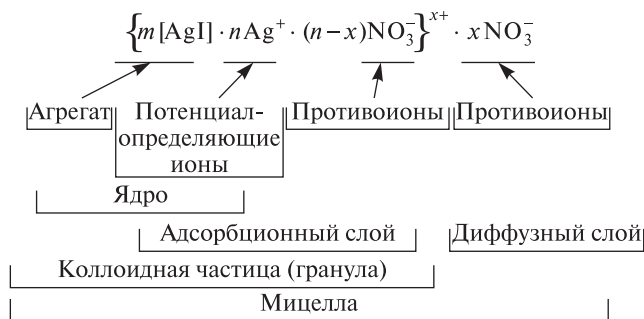 {m[AgI] · nAg⁺ · (n–x)NO₃⁻}ˣ⁺ · xNO₃⁻
Агрегат Потенциал- Противоионы Противоионы
определяющие
ионы
Ядро
Адсорбционный слой Диффузный слой
Коллоидная частица (гранула)
Мицелла